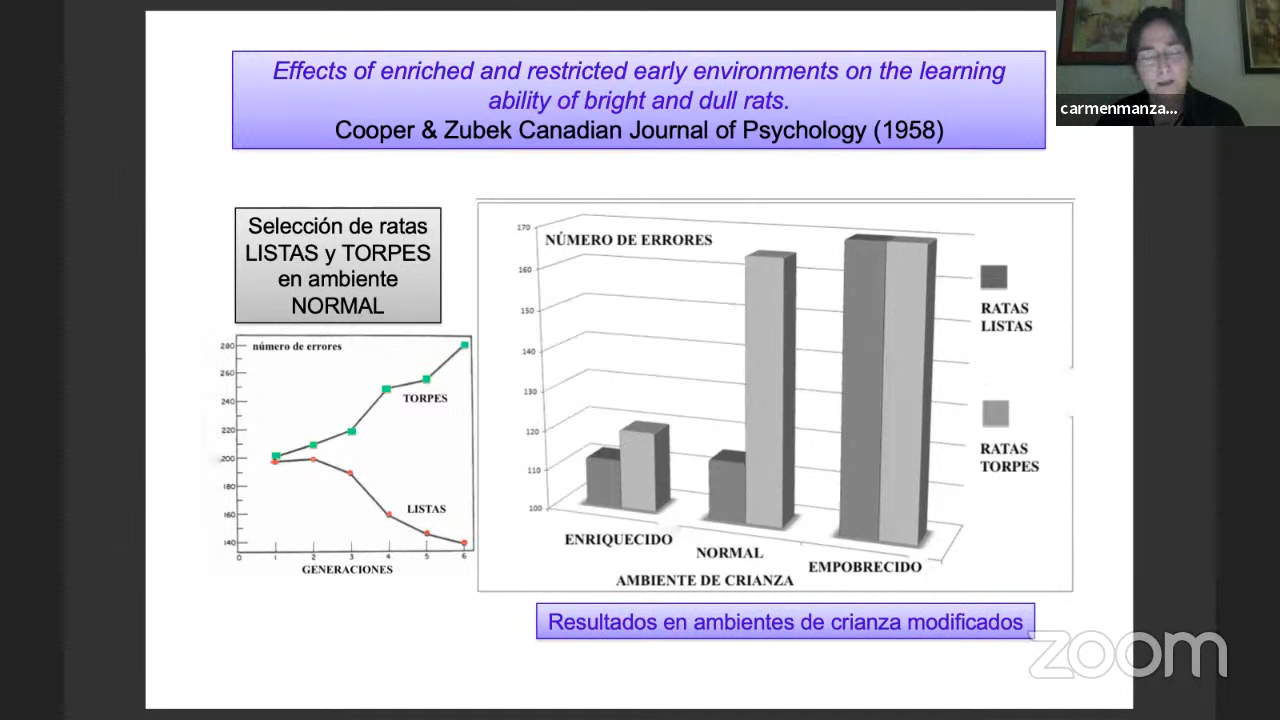 Effects of enriched and restricted early environments on the learning
ability of bright and dull rats.
Cooper & Zubek Canadian Journal of Psychology (1958)
carmenmanza...
Selección de ratas
LISTAS y TORPES
en ambiente
NORMAL
número de errores
280
260
240
220
200
180
160
140
TORPES
LISTAS
0 1 2 3 4 5 6
GENERACIONES
NÚMERO DE ERRORES
170
160
150
140
130
120
110
100
RATAS
LISTAS
RATAS
TORPES
ENRIQUECIDO
NORMAL
EMPOBRECIDO
AMBIENTE DE CRIANZA
Resultados en ambientes de crianza modificados
zoom